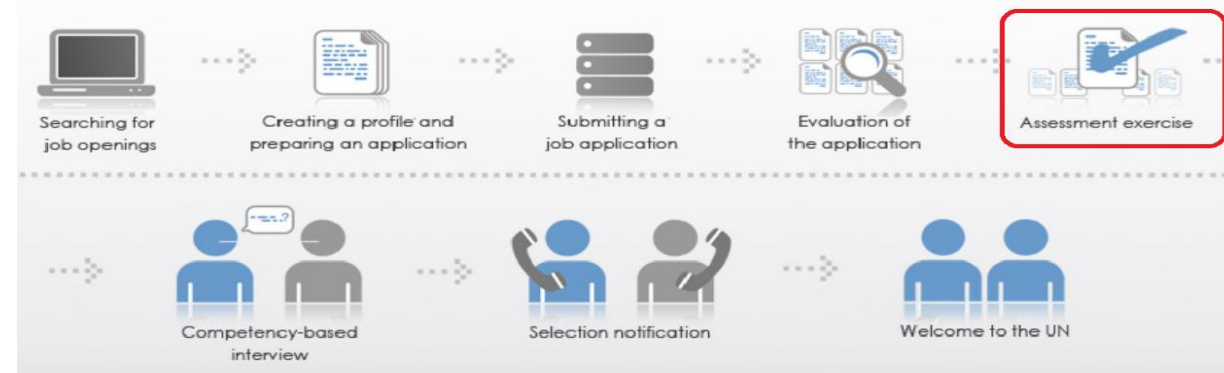 Searching for
job openings
Creating a profile and
preparing an application
Submitting a
job application
Evaluation of
the application
Assessment exercise
Competency-based
interview
Selection notification
Welcome to the UN